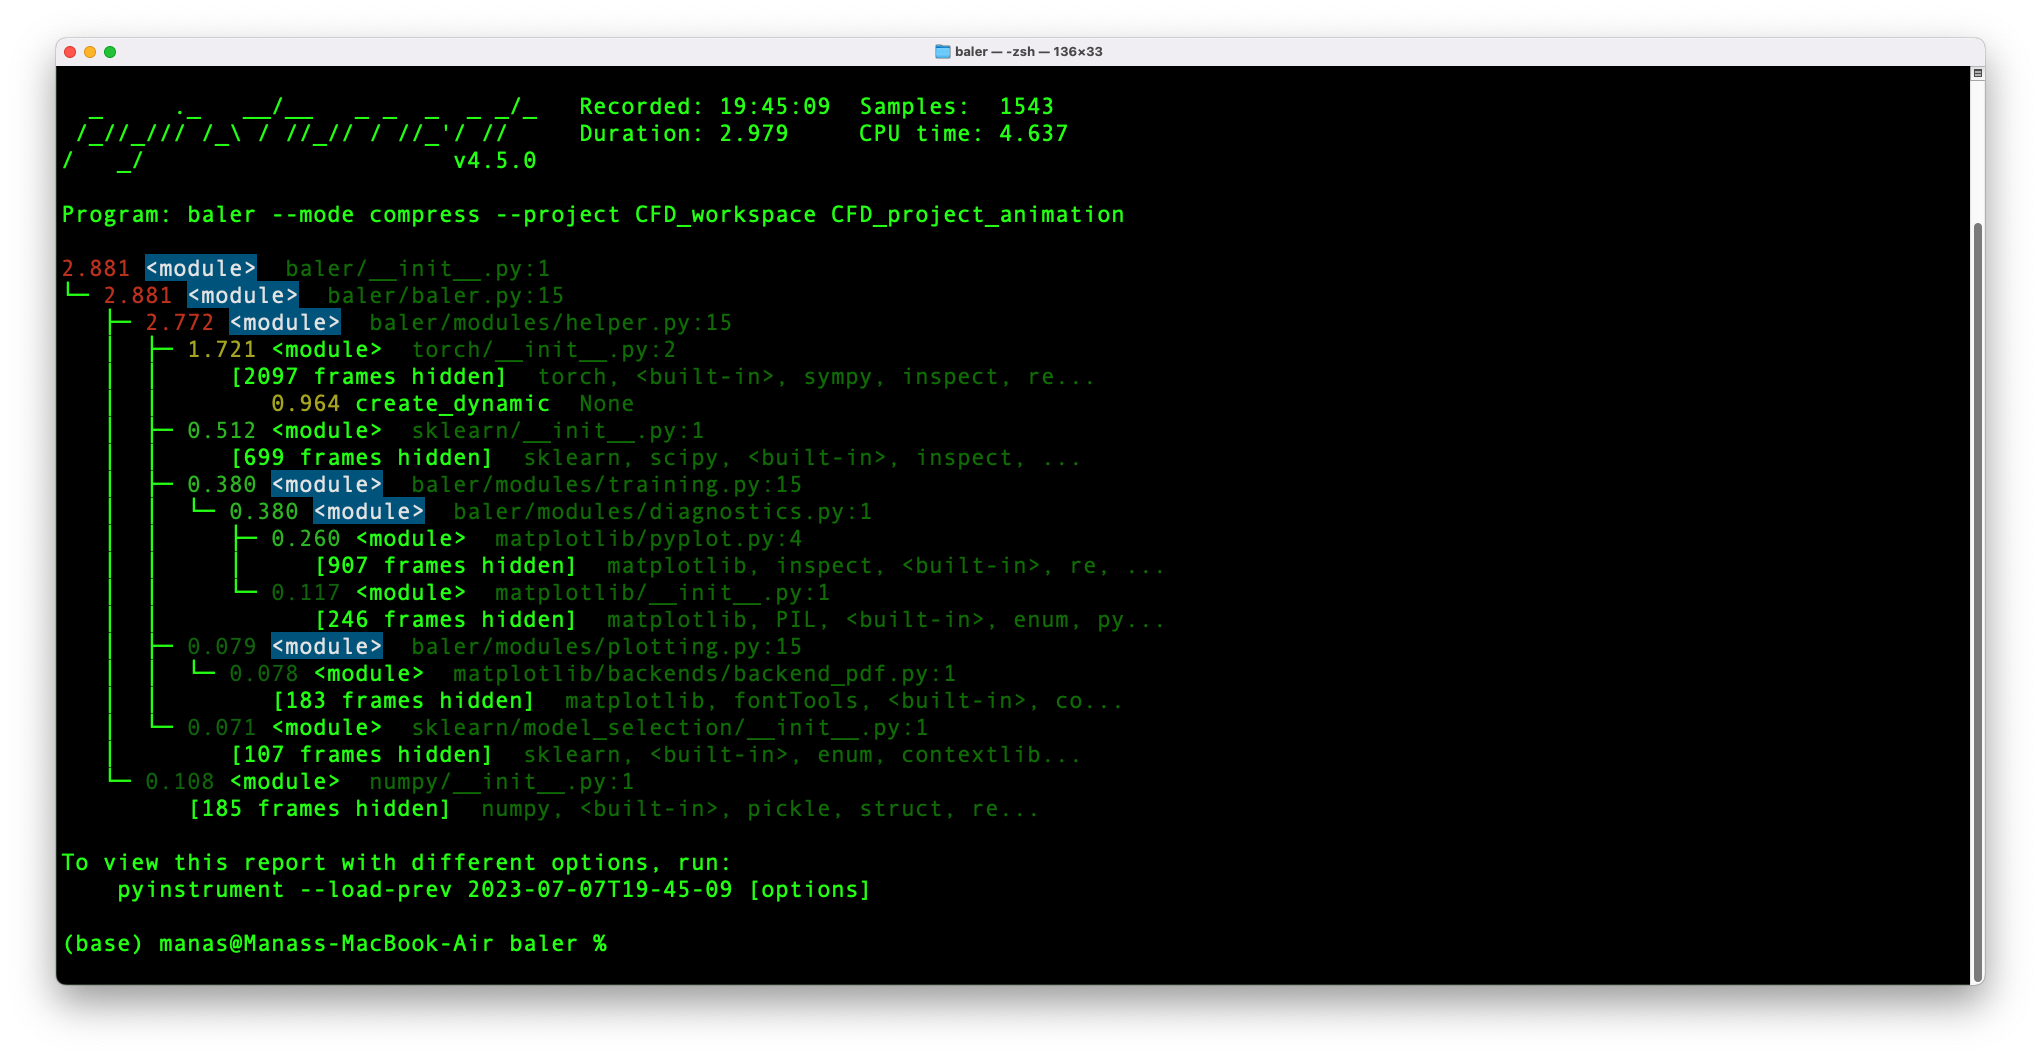 baler — -zsh — 136×33
  _     ._   __/__   _ _  _  _ _/_   Recorded: 19:45:09  Samples:  1543
 /_//_/// /_\ / //_// / //_'/ //     Duration: 2.979     CPU time: 4.637
/   _/                      v4.5.0
Program: baler --mode compress --project CFD_workspace CFD_project_animation
2.881 <module>  baler/__init__.py:1
└─ 2.881 <module>  baler/baler.py:15
   ├─ 2.772 <module>  baler/modules/helper.py:15
   │  ├─ 1.721 <module>  torch/__init__.py:2
   │  │     [2097 frames hidden]  torch, <built-in>, sympy, inspect, re...
   │  │        0.964 create_dynamic  None
   │  ├─ 0.512 <module>  sklearn/__init__.py:1
   │  │     [699 frames hidden]  sklearn, scipy, <built-in>, inspect, ...
   │  ├─ 0.380 <module>  baler/modules/training.py:15
   │  │  └─ 0.380 <module>  baler/modules/diagnostics.py:1
   │  │     ├─ 0.260 <module>  matplotlib/pyplot.py:4
   │  │     │     [907 frames hidden]  matplotlib, inspect, <built-in>, re, ...
   │  │     └─ 0.117 <module>  matplotlib/__init__.py:1
   │  │           [246 frames hidden]  matplotlib, PIL, <built-in>, enum, py...
   │  ├─ 0.079 <module>  baler/modules/plotting.py:15
   │  │  └─ 0.078 <module>  matplotlib/backends/backend_pdf.py:1
   │  │        [183 frames hidden]  matplotlib, fontTools, <built-in>, co...
   │  └─ 0.071 <module>  sklearn/model_selection/__init__.py:1
   │        [107 frames hidden]  sklearn, <built-in>, enum, contextlib...
   └─ 0.108 <module>  numpy/__init__.py:1
         [185 frames hidden]  numpy, <built-in>, pickle, struct, re...
To view this report with different options, run:
    pyinstrument --load-prev 2023-07-07T19-45-09 [options]
(base) manas@Manass-MacBook-Air baler %